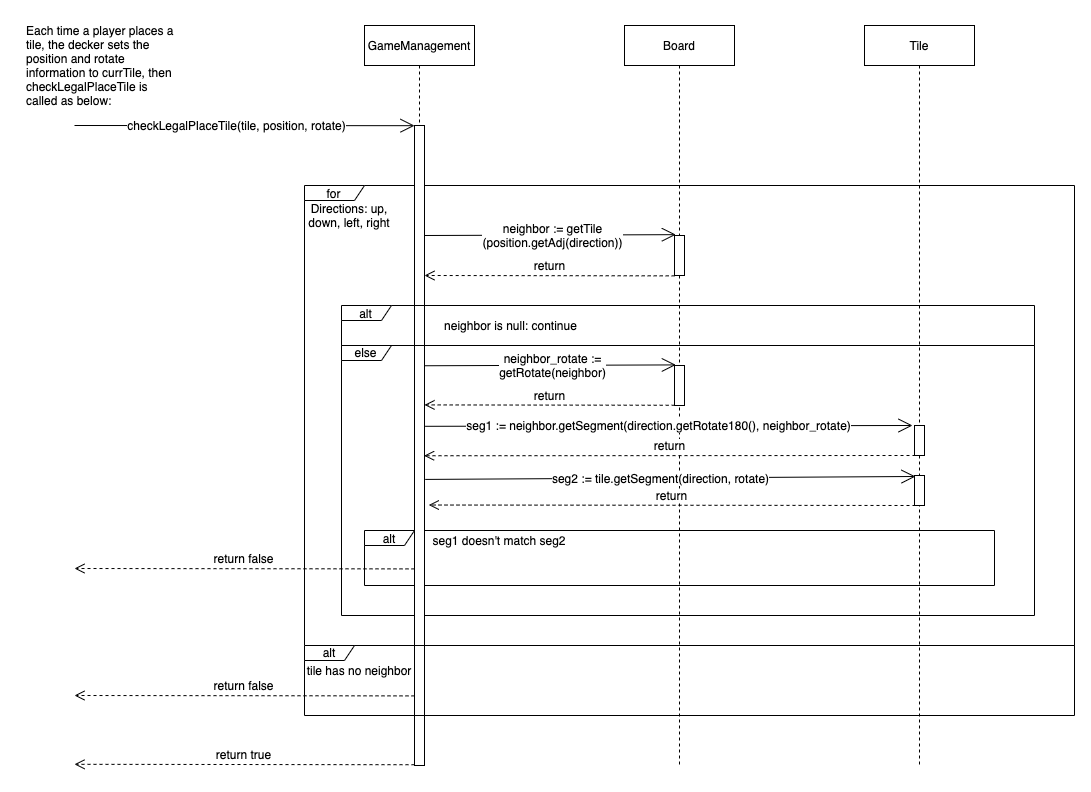 Each time a player places a
tile, the decker sets the
position and rotate
information to currTile, then
checkLegalPlaceTile is
called as below:
GameManagement
Board
Tile
checkLegalPlaceTile(tile, position, rotate)
for
Directions: up,
down, left, right
neighbor := getTile
(position.getAdj(direction))
return
alt
neighbor is null: continue
else
neighbor_rotate :=
getRotate(neighbor)
return
seg1 := neighbor.getSegment(direction.getRotate180(), neighbor_rotate)
return
seg2 := tile.getSegment(direction, rotate)
return
alt
seg1 doesn't match seg2
return false
alt
tile has no neighbor
return false
return true